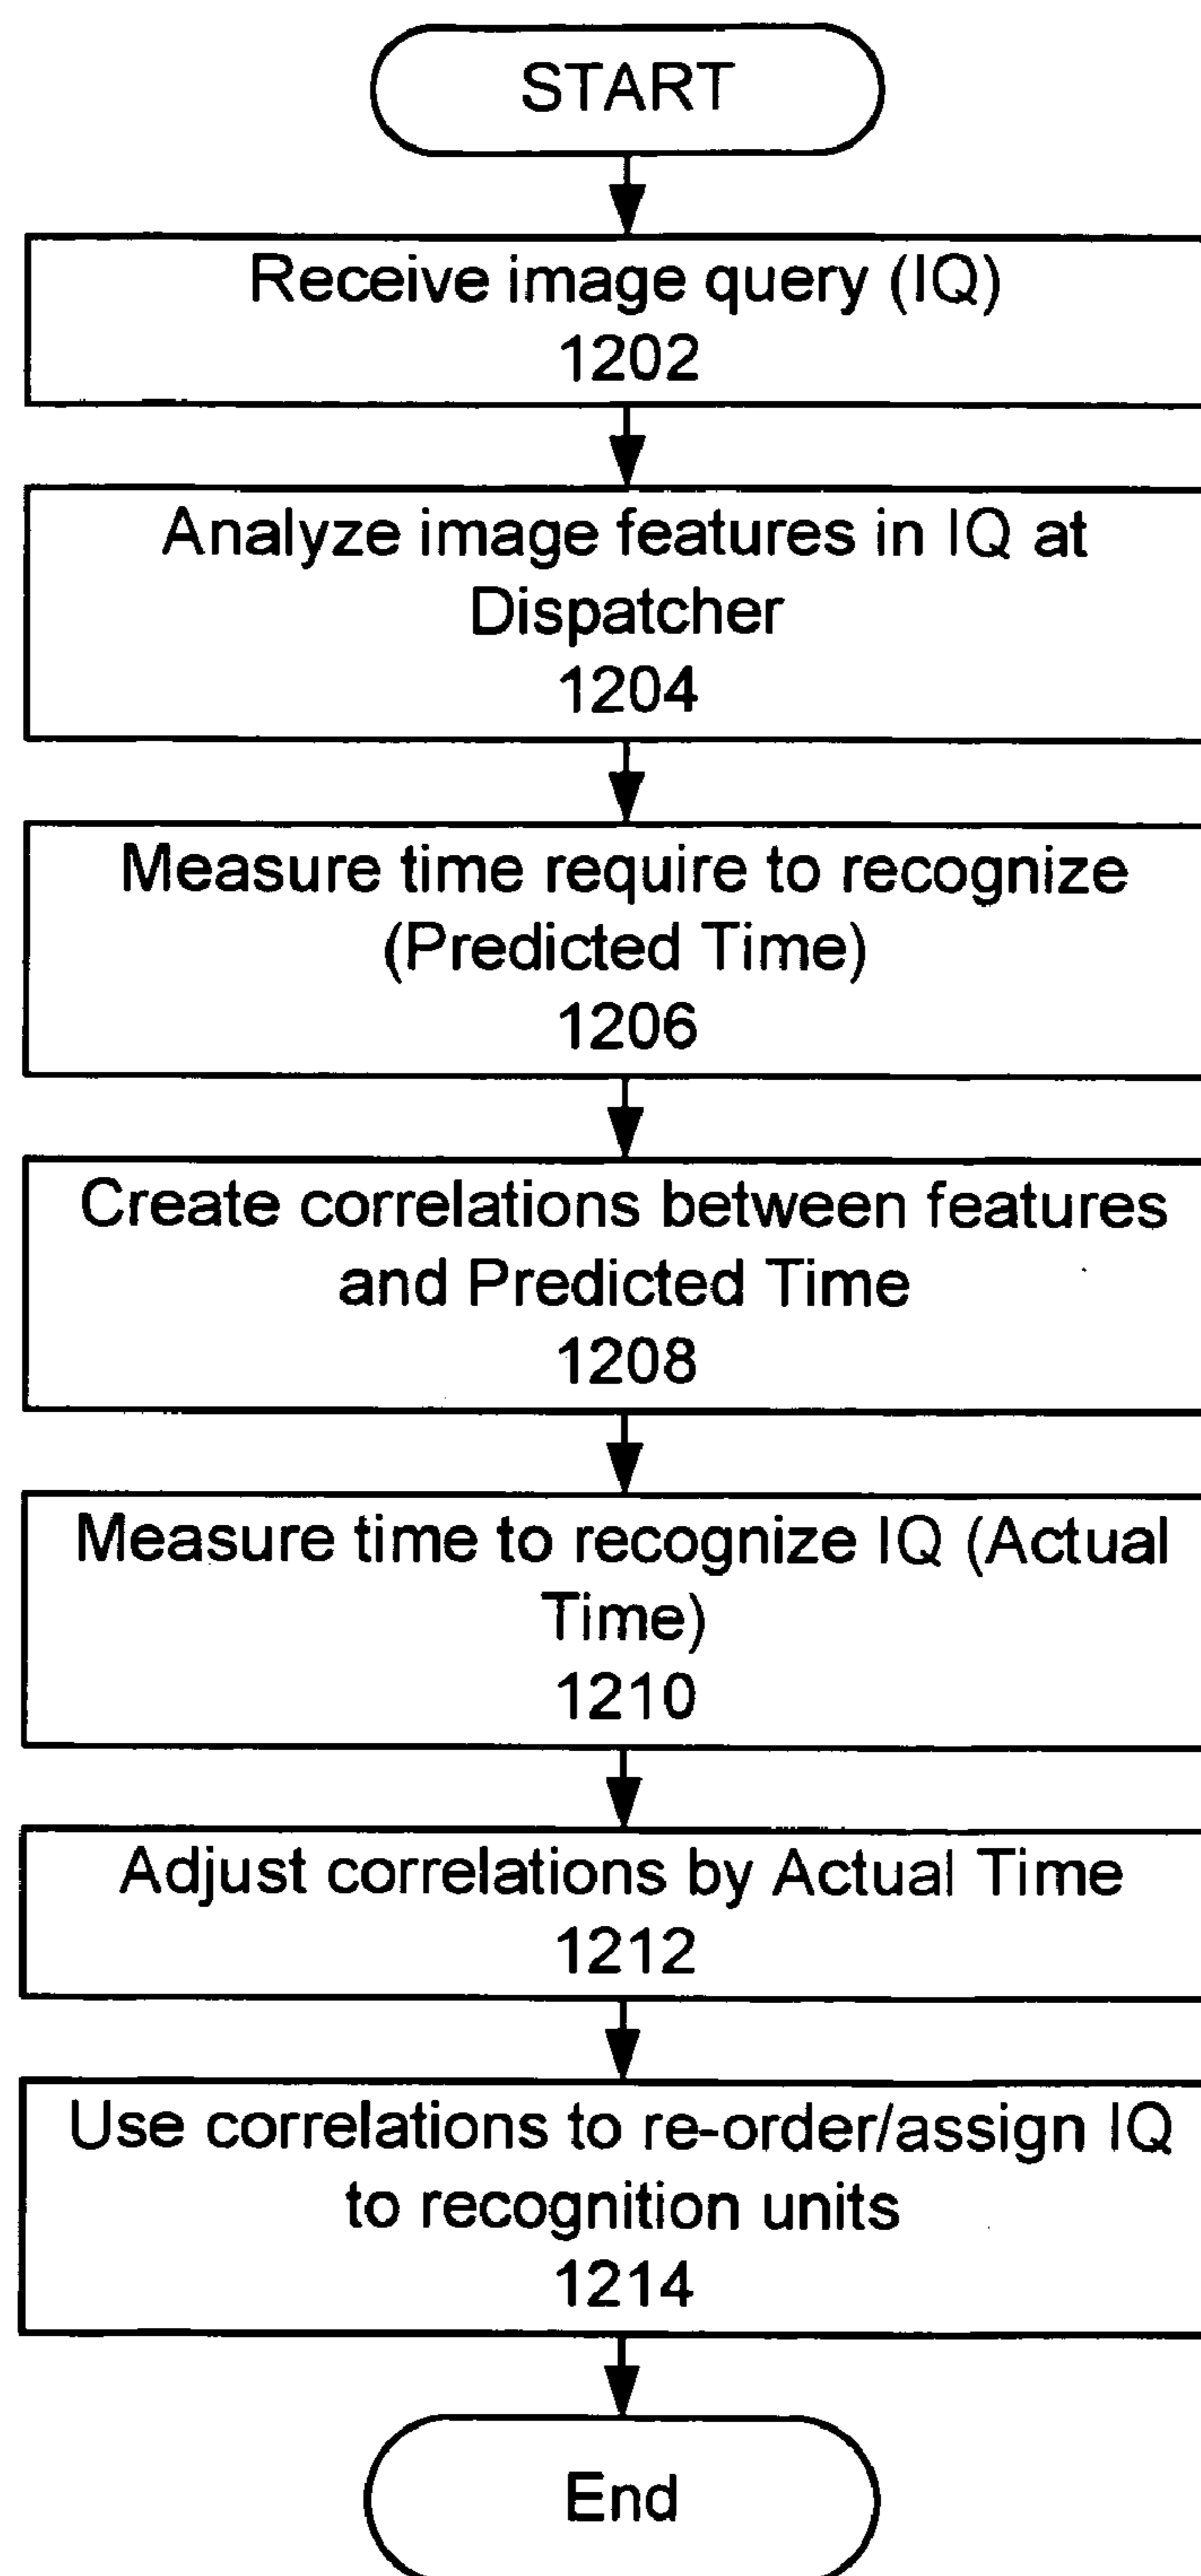 START
Receive image query (IQ)
1202
Analyze image features in IQ at
Dispatcher
1204
Measure time require to recognize
(Predicted Time)
1206
Create correlations between features
and Predicted Time
1208
Measure time to recognize IQ (Actual
Time)
1210
Adjust correlations by Actual Time
1212
Use correlations to re-order/assign IQ
to recognition units
1214
End